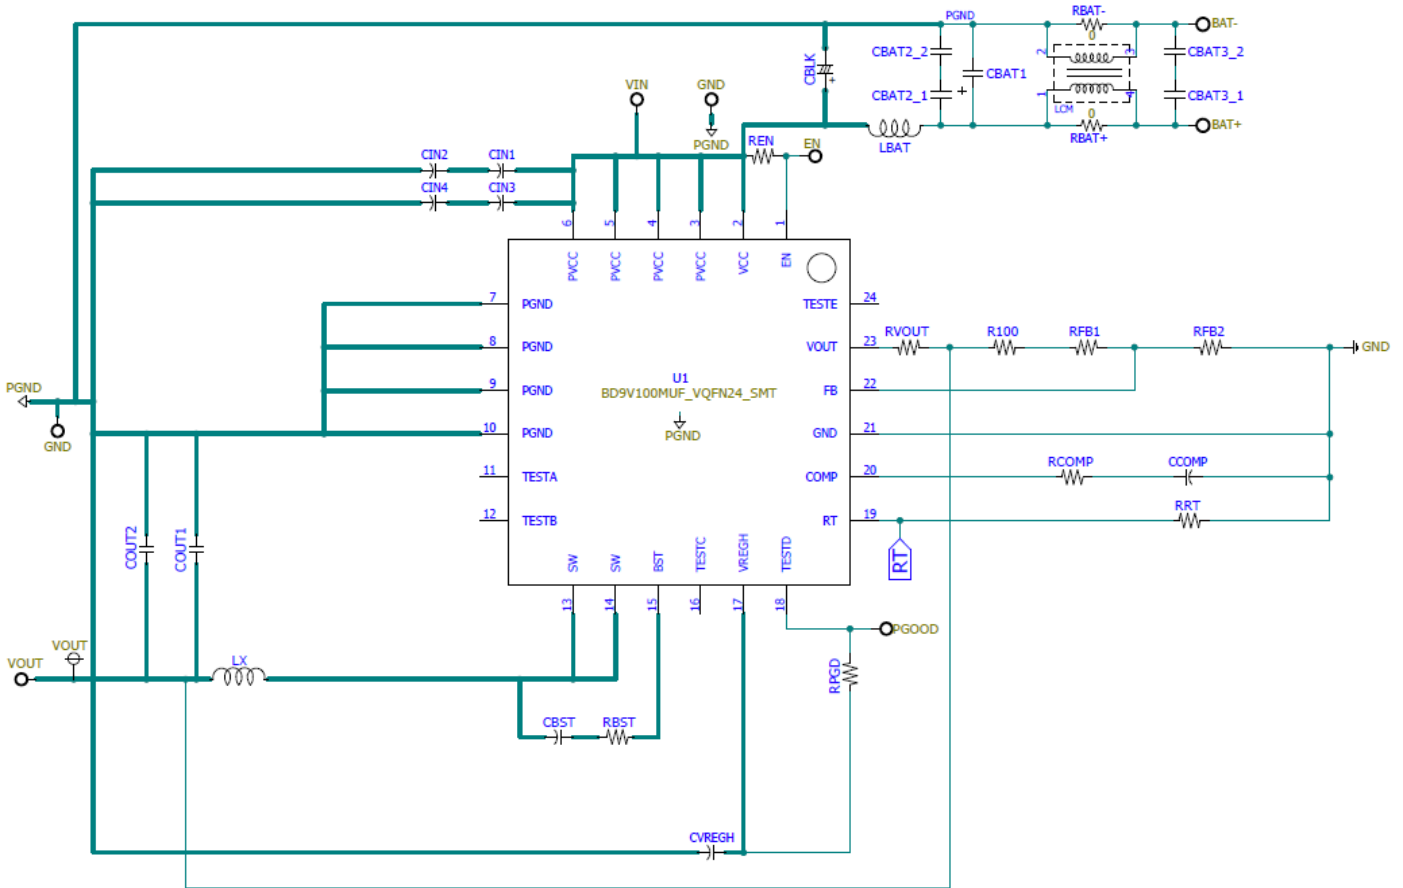 PGND
RBAT-
0
BAT-
CBAT2_2
CBLK
+
CBAT1
2
3
CBAT3_2
VIN
GND
CBAT2_1
+
1
4
CBAT3_1
LCM
0
BAT+
PGND
REN
EN
LBAT
RBAT+
CIN2
CIN1
CIN4
CIN3
6
5
4
3
2
1
PVCC
PVCC
PVCC
PVCC
VCC
EN
7
PGND
TESTE
24
8
PGND
VOUT
23
RVOUT
R100
RFB1
RFB2
GND
U1
BD9V100MUF_VQFN24_SMT
PGND
9
PGND
FB
22
PGND
GND
10
PGND
GND
21
11
TESTA
COMP
20
RCOMP
CCOMP
12
TESTB
RT
19
RRT
RT
COUT2
COUT1
SW
SW
BST
TESTC
VREGH
TESTD
13
14
15
16
17
18
PGOOD
VOUT
VOUT
LX
RPGD
CBST
RBST
CVREGH